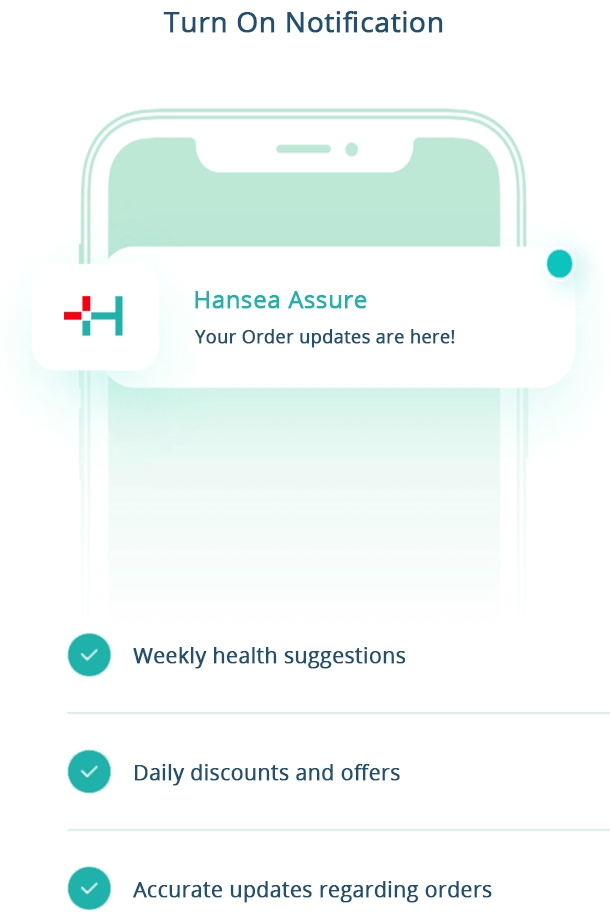 Turn On Notification
Hansea Assure
Your Order updates are here!
Weekly health suggestions
Daily discounts and offers
Accurate updates regarding orders